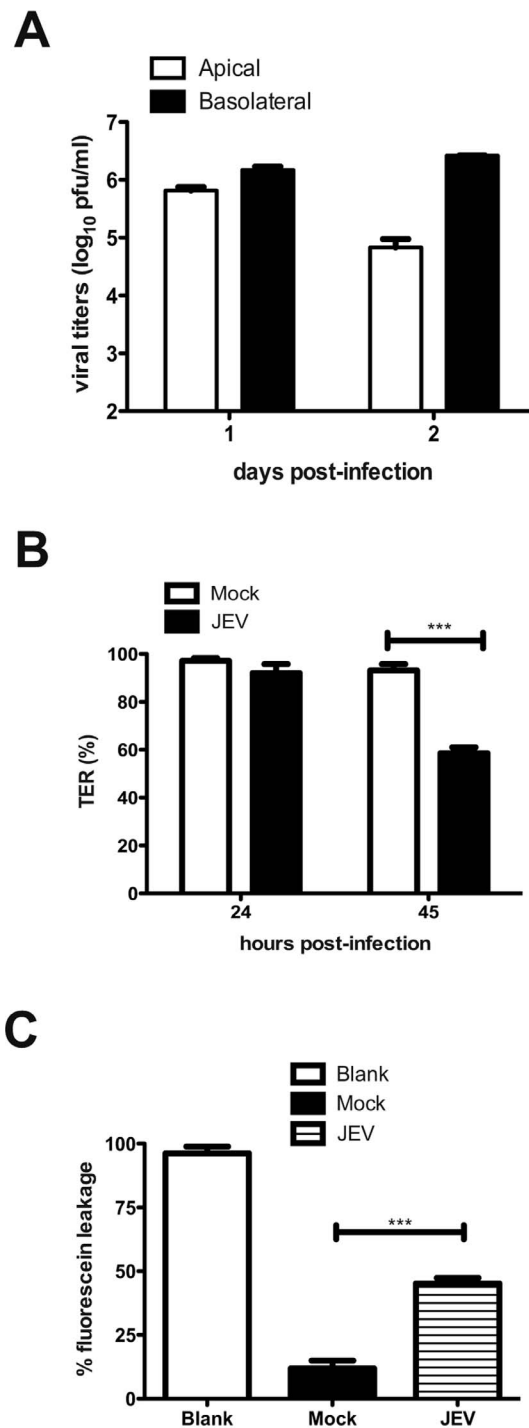 A
Apical
Basolateral
viral titers (log10 pfu/ml)
7
6
5
4
3
2
1 2
days post-infection
B
Mock
JEV
***
TER (%)
100
80
60
40
20
0
24 45
hours post-infection
C
Blank
Mock
JEV
***
% fluorescein leakage
100
75
50
25
0
Blank Mock JEV